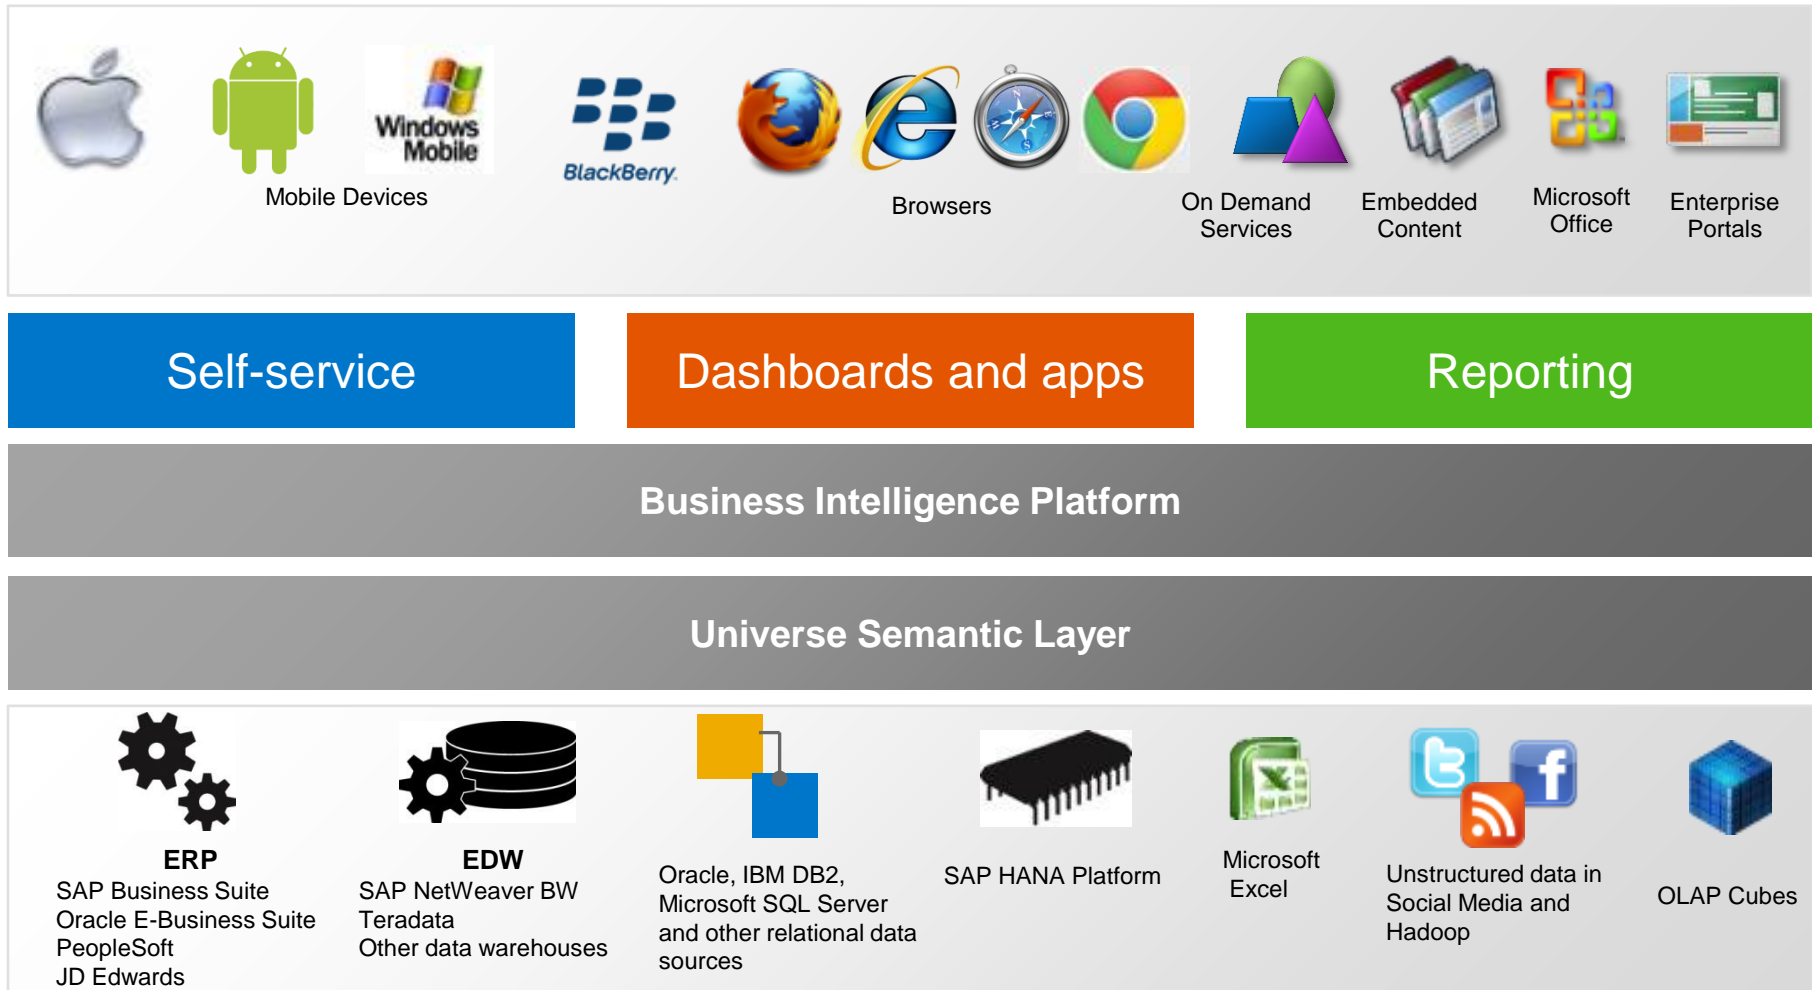 Windows
Mobile
BlackBerry.
Mobile Devices
Browsers
On Demand
Services
Embedded
Content
Microsoft
Office
Enterprise
Portals
Self-service
Dashboards and apps
Reporting
Business Intelligence Platform
Universe Semantic Layer
ERP
SAP Business Suite
Oracle E-Business Suite
PeopleSoft
JD Edwards
EDW
SAP NetWeaver BW
Teradata
Other data warehouses
Oracle, IBM DB2,
Microsoft SQL Server
and other relational data
sources
SAP HANA Platform
Microsoft
Excel
Unstructured data in
Social Media and
Hadoop
OLAP Cubes